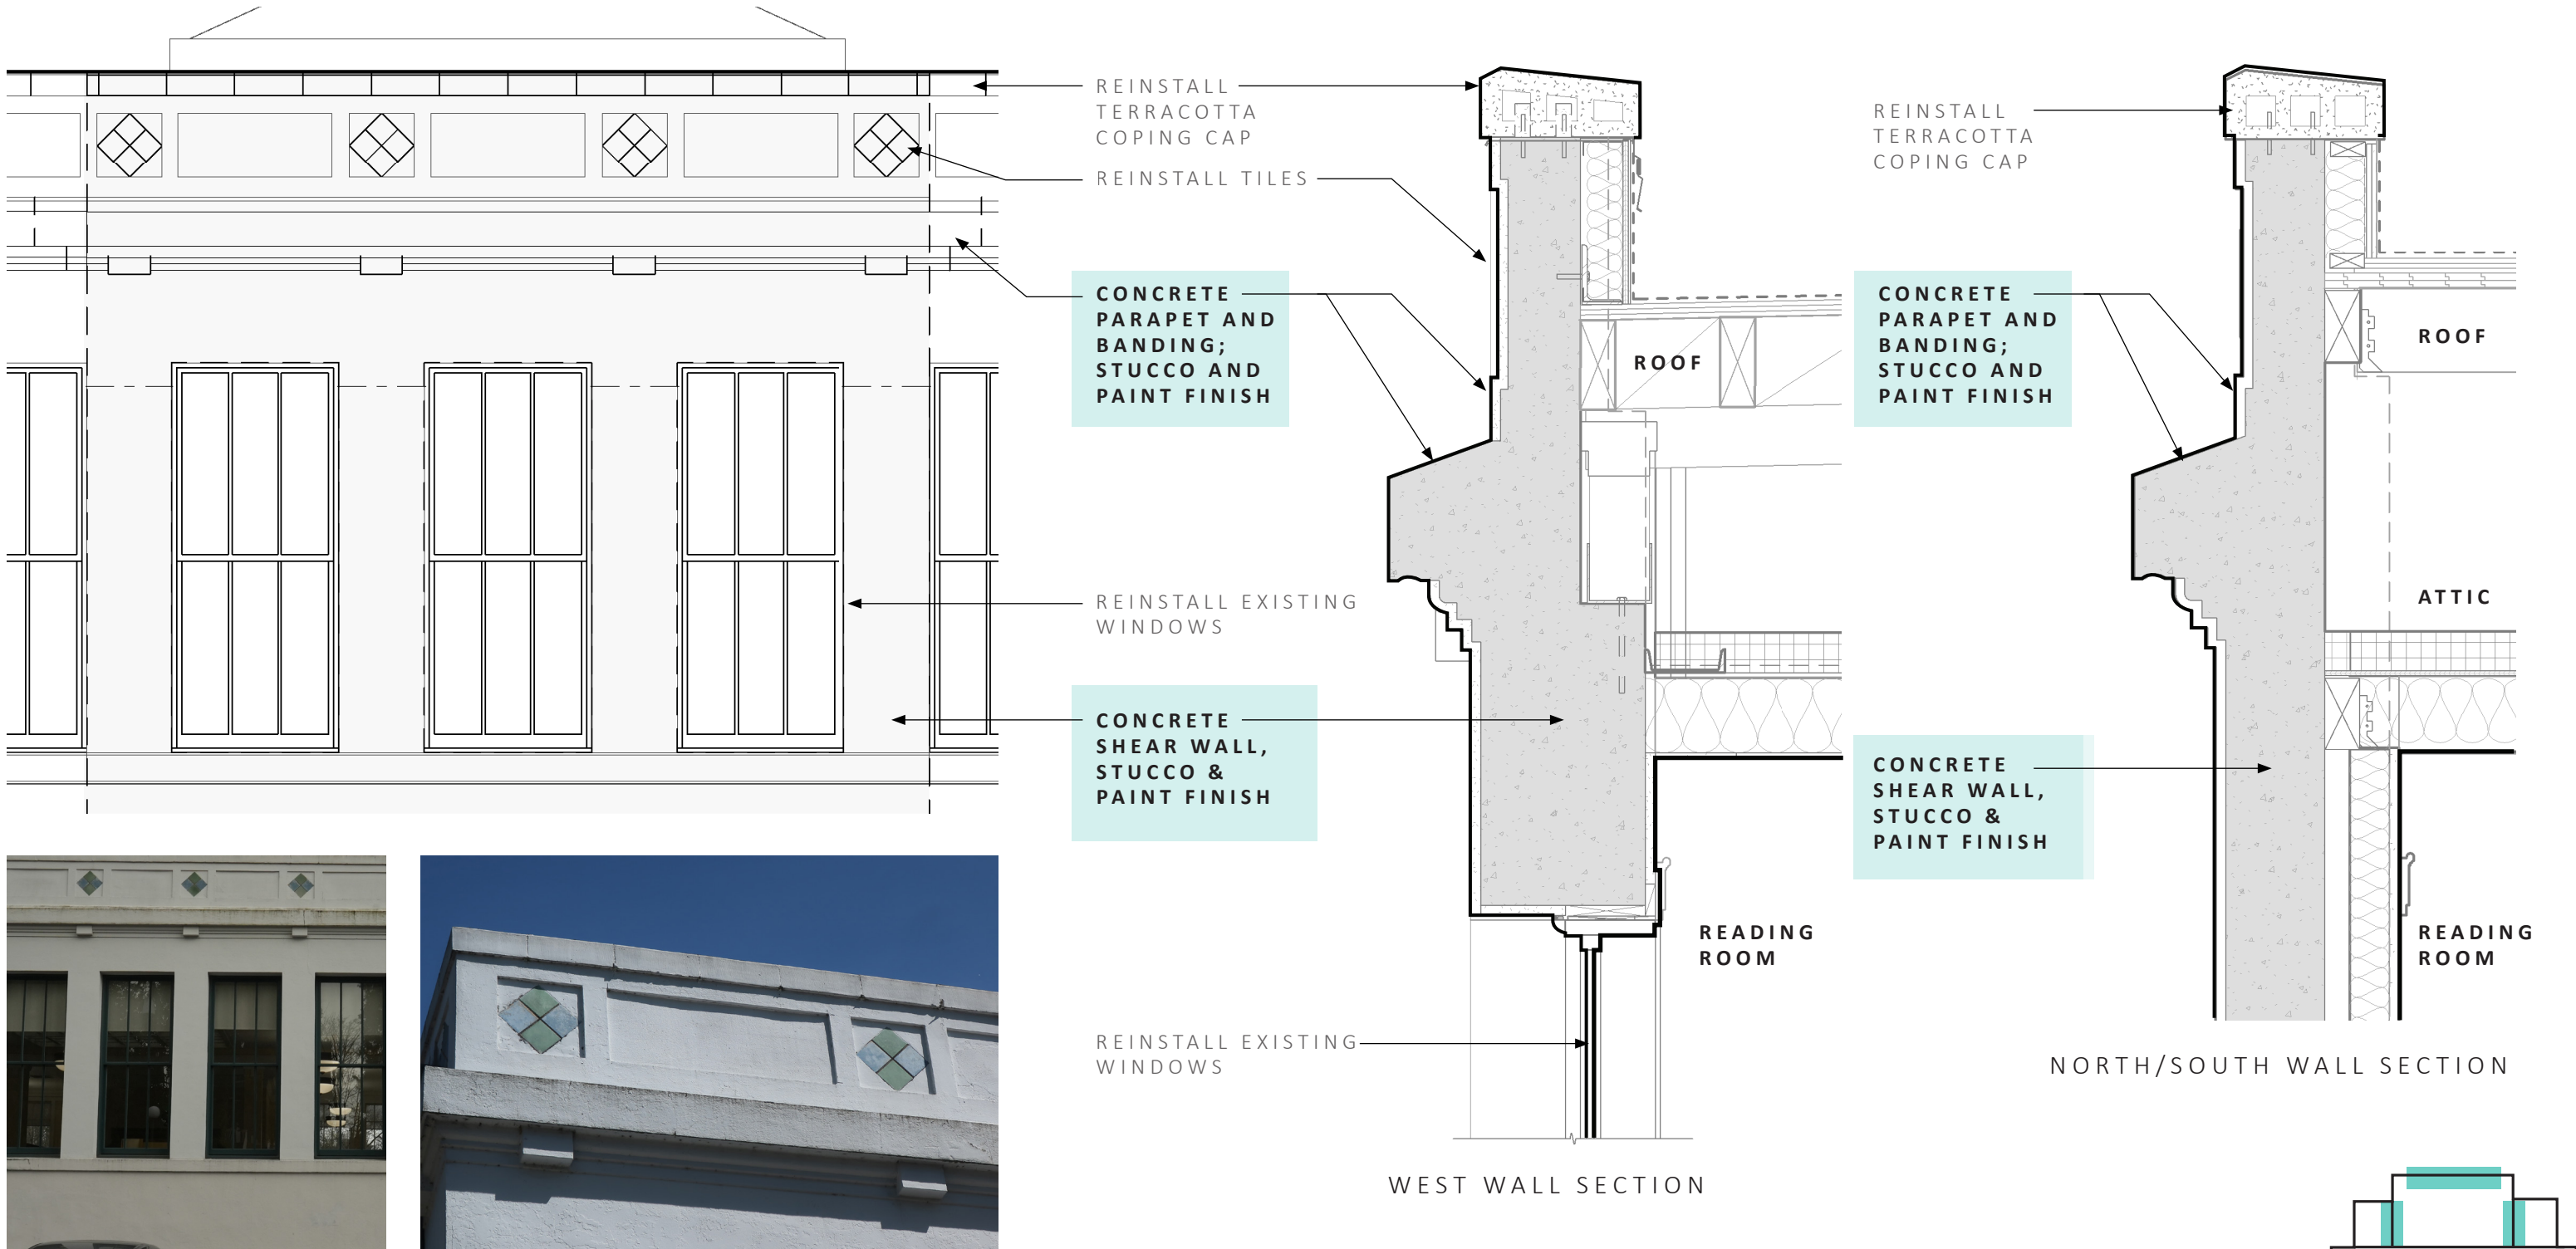 REINSTALL
TERRACOTTA
COPING CAP
REINSTALL TILES
CONCRETE
PARAPET AND
BANDING;
STUCCO AND
PAINT FINISH
REINSTALL EXISTING
WINDOWS
CONCRETE
SHEAR WALL,
STUCCO &
PAINT FINISH
REINSTALL EXISTING
WINDOWS
ROOF
READING
ROOM
WEST WALL SECTION
REINSTALL
TERRACOTTA
COPING CAP
CONCRETE
PARAPET AND
BANDING;
STUCCO AND
PAINT FINISH
ROOF
ATTIC
CONCRETE
SHEAR WALL,
STUCCO &
PAINT FINISH
READING
ROOM
NORTH/SOUTH WALL SECTION